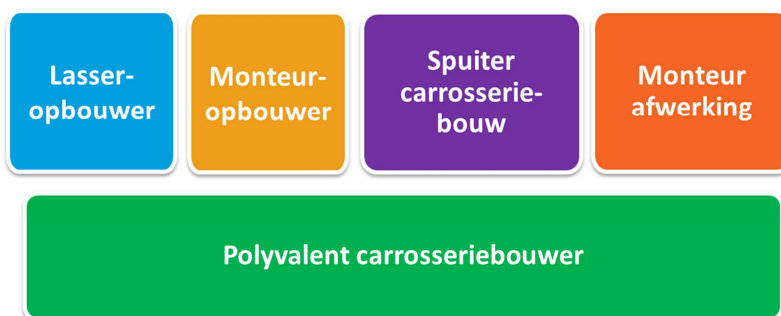 Lasser-
opbouwer
Monteur-
opbouwer
Spuiter
carrosserie-
bouw
Monteur
afwerking
Polyvalent carrosseriebouwer